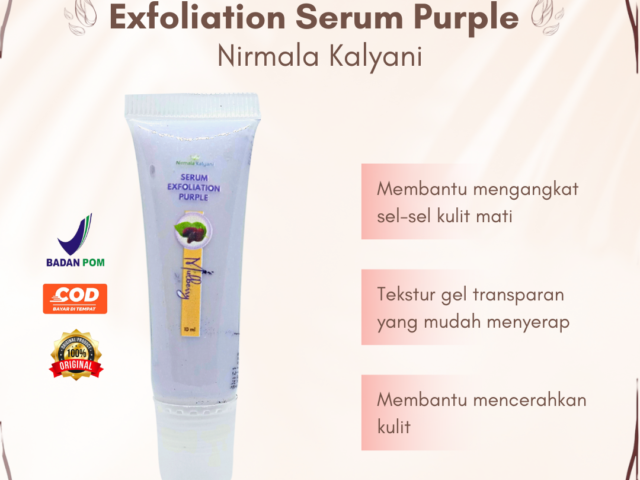 Exfoliation Serum Purple
Nirmala Kalyani
Nirmala Kalyani
SERUM
EXFOLIATION
PURPLE
Mulberry
10 ml
BADAN POM
COD
BAYAR DI TEMPAT
100%
ORIGINAL
Membantu mengangkat
sel-sel kulit mati
Tekstur gel transparan
yang mudah menyerap
Membantu mencerahkan
kulit